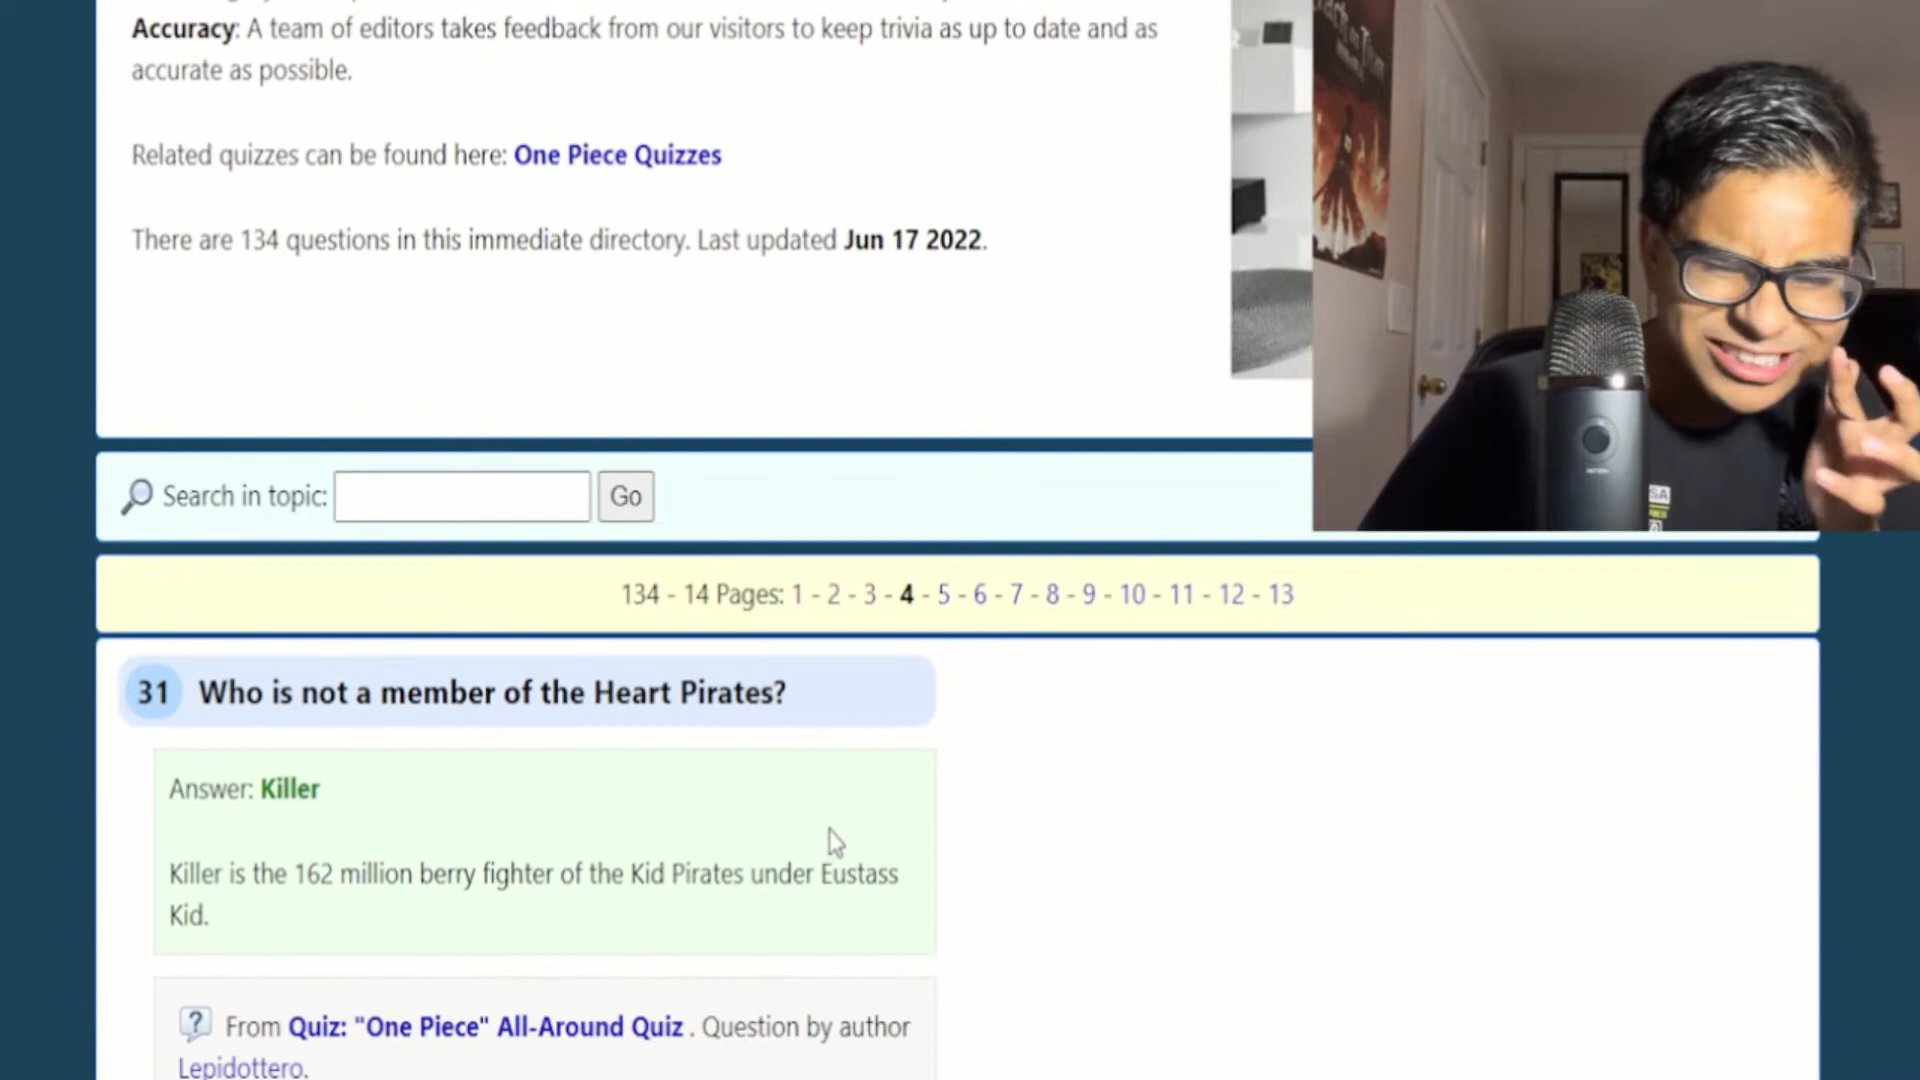 Accuracy: A team of editors takes feedback from our visitors to keep trivia as up to date and as
accurate as possible.
Related quizzes can be found here: One Piece Quizzes
There are 134 questions in this immediate directory. Last updated Jun 17 2022.
Search in topic: Go
134 - 14 Pages: 1 - 2 - 3 - 4 - 5 - 6 - 7 - 8 - 9 - 10 - 11 - 12 - 13
31 Who is not a member of the Heart Pirates?
Answer: Killer
Killer is the 162 million berry fighter of the Kid Pirates under Eustass
Kid.
? From Quiz: "One Piece" All-Around Quiz . Question by author
Lepidottero.
SA